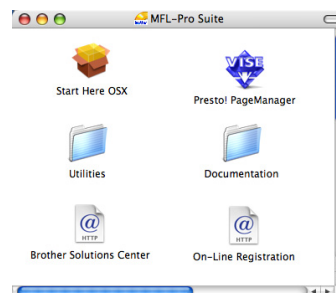 MFL-Pro Suite
Start Here OSX
VISE
Presto! PageManager
Utilities
Documentation
@
HTTP
@
HTTP
Brother Solutions Center
On-Line Registration